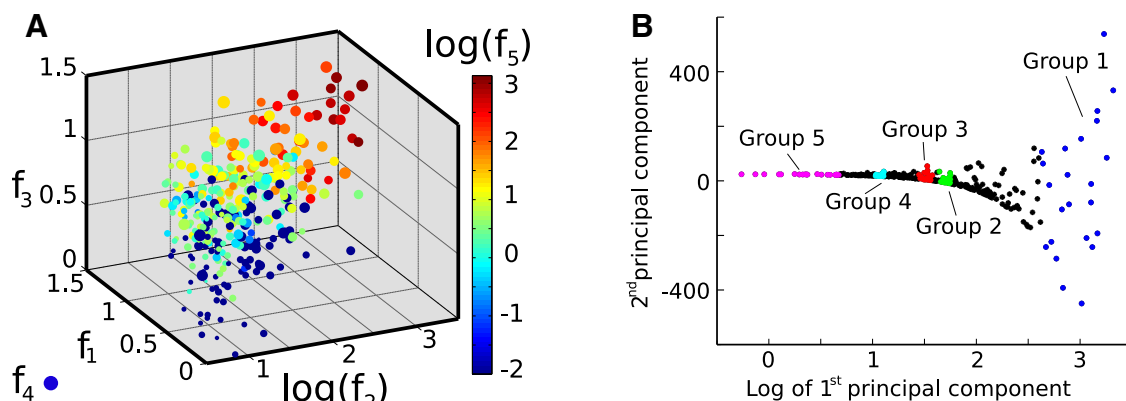 A
log(f5)
1.5
1
0.5
0
f3
1.5
1
0.5
0
f1
1
2
3
f4
3
2
1
0
-1
-2
B
400
0
-400
2nd principal component
Group 1
Group 3
Group 5
Group 4
Group 2
0
1
2
3
Log of 1st principal component